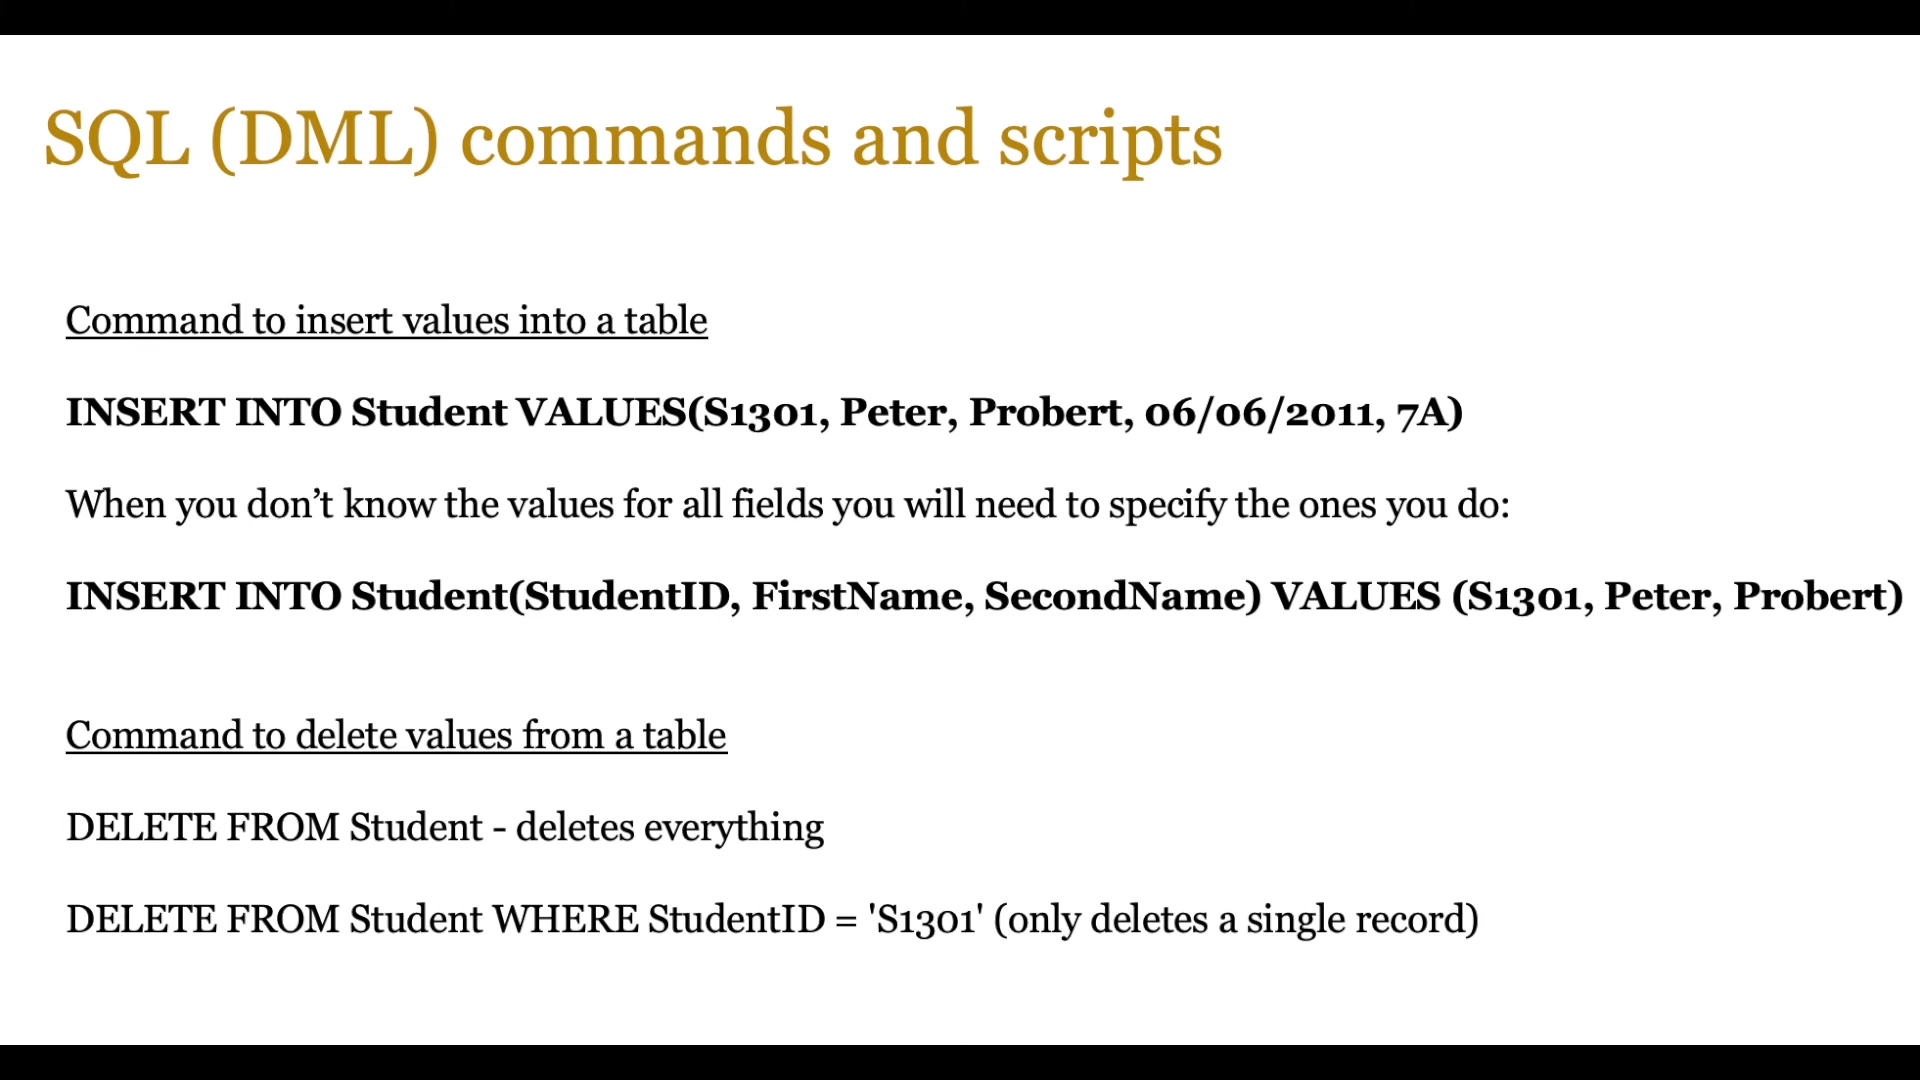 SQL (DML) commands and scripts
Command to insert values into a table
INSERT INTO Student VALUES(S1301, Peter, Probert, 06/06/2011, 7A)
When you don’t know the values for all fields you will need to specify the ones you do:
INSERT INTO Student(StudentID, FirstName, SecondName) VALUES (S1301, Peter, Probert)
Command to delete values from a table
DELETE FROM Student - deletes everything
DELETE FROM Student WHERE StudentID = 'S1301' (only deletes a single record)